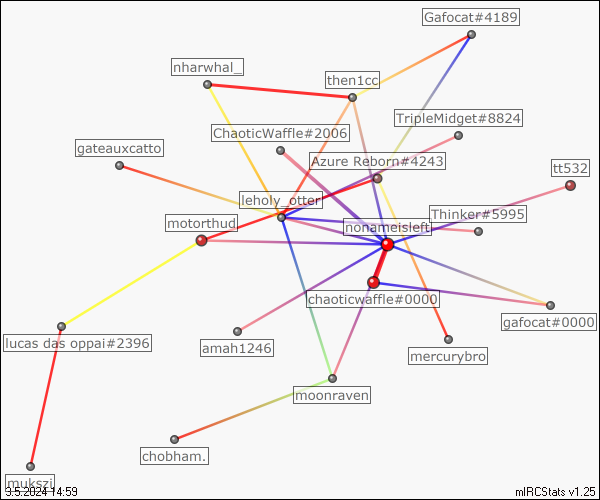 Gafocat#4189
nharwhal_
then1cc
TripleMidget#8824
ChaoticWaffle#2006
gateauxcatto
Azure Reborn#4243
tt532
leholy_otter
Thinker#5995
motorthud
nonameisleft
chaoticwaffle#0000
gafocat#0000
lucas das oppai#2396
amah1246
mercurybro
moonraven
chobham.
mukszi
3.5.2024 14:59
mIRCStats v1.25